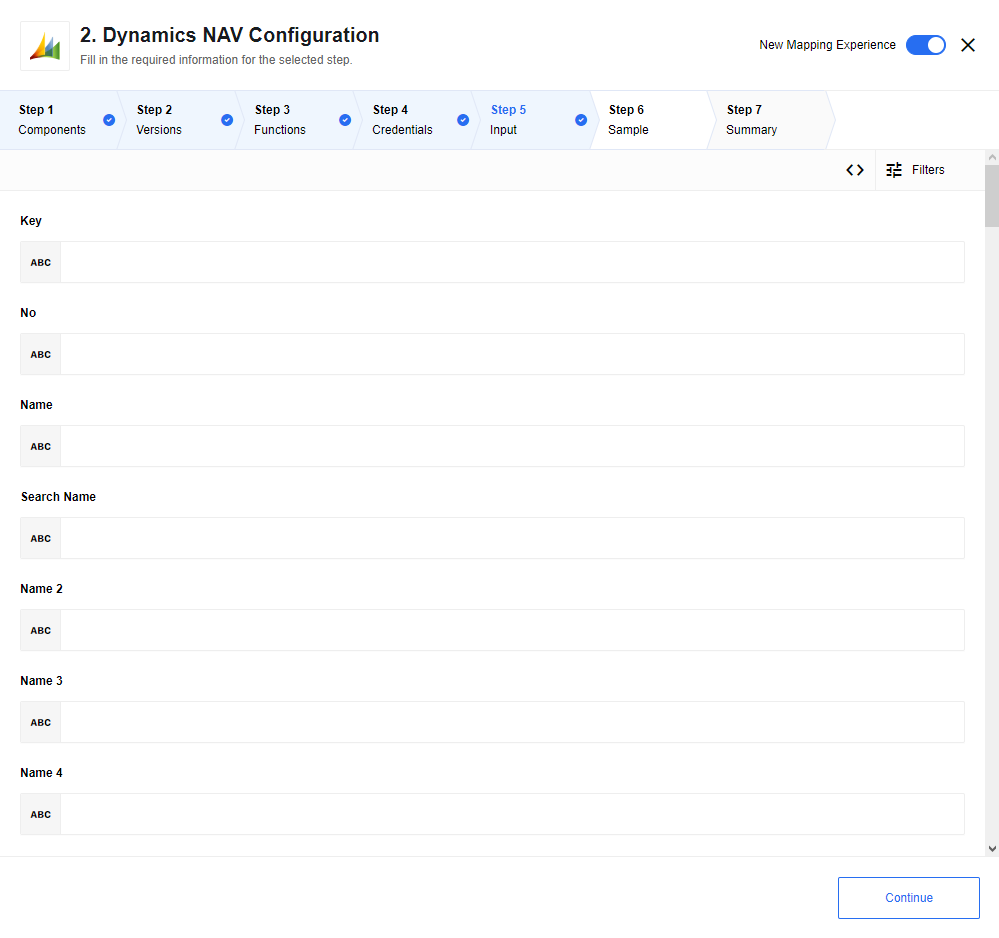 2. Dynamics NAV Configuration
Fill in the required information for the selected step.
New Mapping Experience
Step 1
Components
Step 2
Versions
Step 3
Functions
Step 4
Credentials
Step 5
Input
Step 6
Sample
Step 7
Summary
Filters
Key
ABC
No
ABC
Name
ABC
Search Name
ABC
Name 2
ABC
Name 3
ABC
Name 4
ABC
Continue